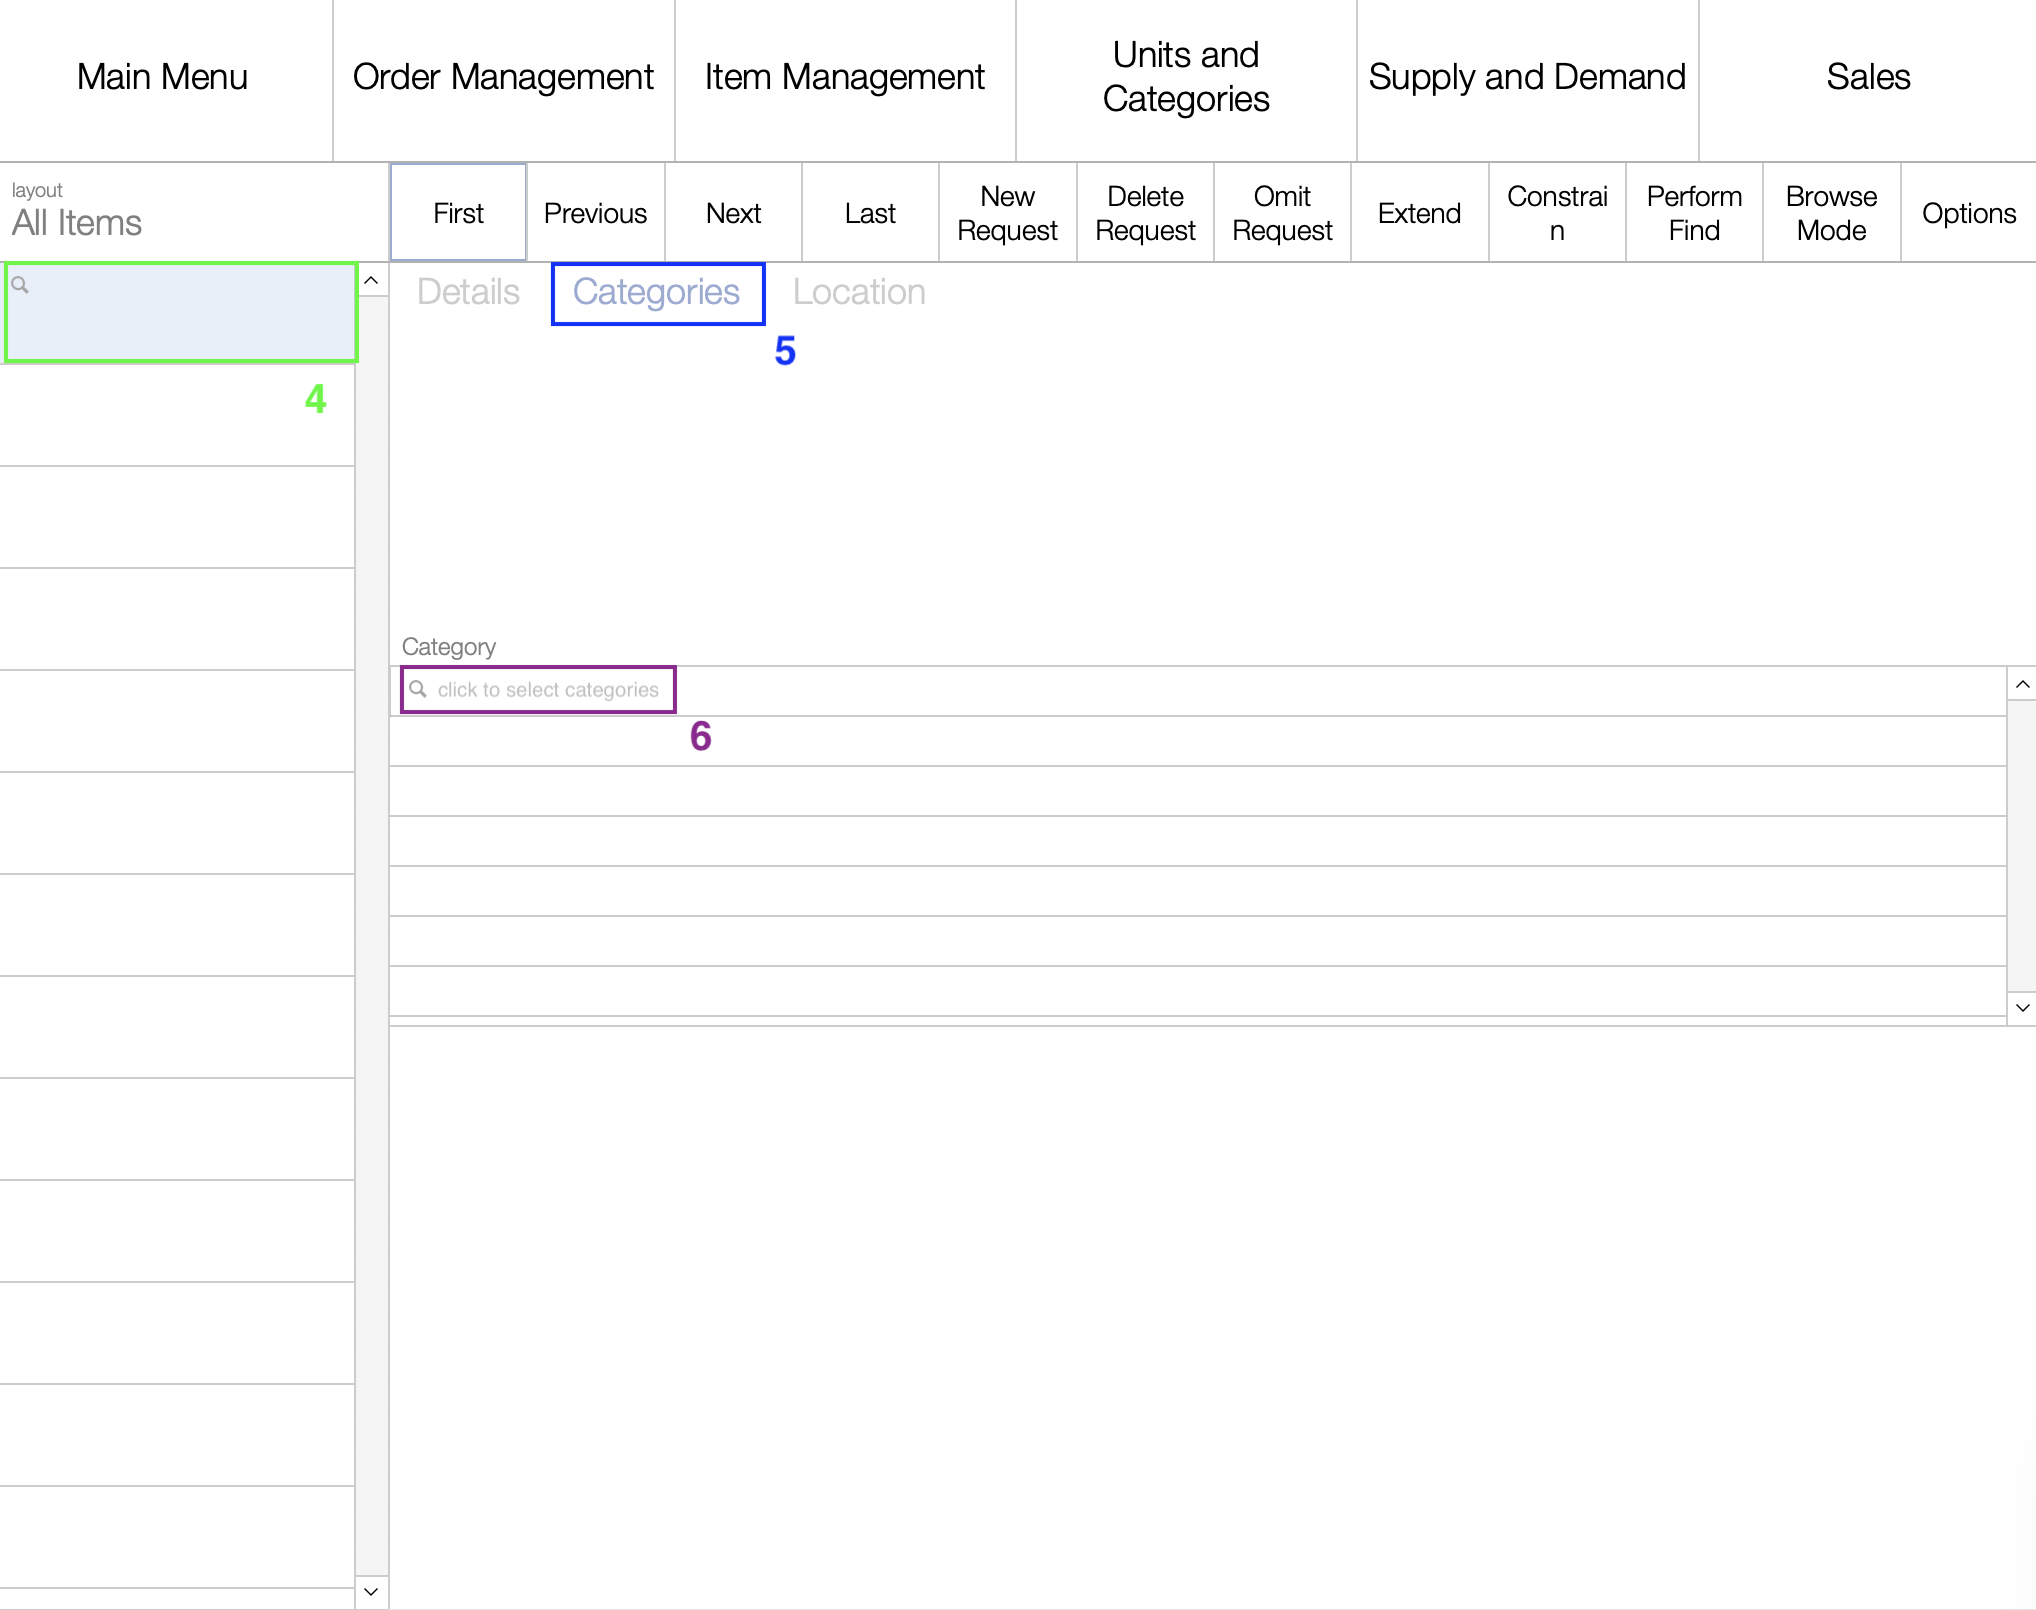 Main Menu
Order Management
Item Management
Units and
Categories
Supply and Demand
Sales
layout
All Items
First
Previous
Next
Last
New
Request
Delete
Request
Omit
Request
Extend
Constrai
n
Perform
Find
Browse
Mode
Options
Details
Categories
Location
5
4
Category
click to select categories
6